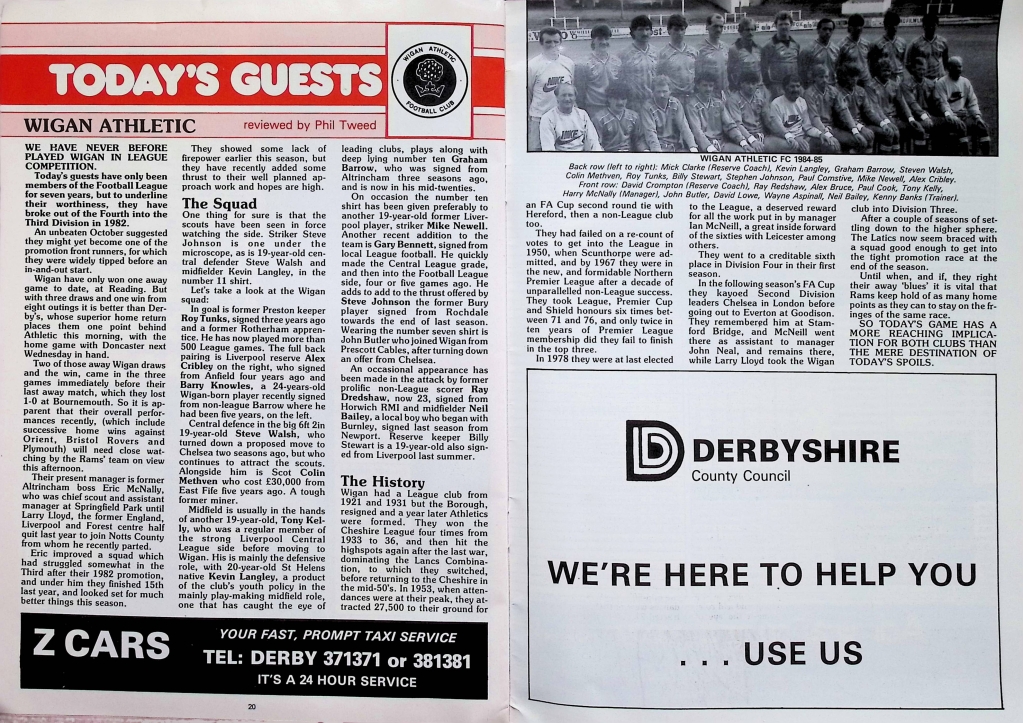 TODAY'S GUESTS
WIGAN ATHLETIC
FOOTBALL CLUB
WIGAN ATHLETIC
reviewed by Phil Tweed
WE HAVE NEVER BEFORE
PLAYED WIGAN IN LEAGUE
COMPETITION.
Today's guests have only been
members of the Football League
for seven years, but to underline
their worthiness, they have
broke out of the Fourth into the
Third Division in 1982.
An unbeaten October suggested
they might yet become one of the
promotion front runners, for which
they were widely tipped before an
in-and-out start.
Wigan have only won one away
game to date, at Reading. But
with three draws and one win from
eight outings it is better than Der-
by's, whose superior home return
places them one point behind
Athletic this morning, with the
home game with Doncaster next
Wednesday in hand.
Two of those away Wigan draws
and the win, came in the three
games immediately before their
last away match, which they lost
1-0 at Bournemouth. So it is ap-
parent that their overall perfor-
mances recently, (which include
successive home wins against
Orient, Bristol Rovers and
Plymouth) will need close wat-
ching by the Rams' team on view
this afternoon.
Their present manager is former
Altrincham boss Eric McNally,
who was chief scout and assistant
manager at Springfield Park until
Larry Lloyd, the former England,
Liverpool and Forest centre half
quit last year to join Notts County
from whom he recently parted.
Eric improved a squad which
had struggled somewhat in the
Third after their 1982 promotion,
and under him they finished 15th
last year, and looked set for much
better things this season.
They showed some lack of
firepower earlier this season, but
they have recently added some
thrust to their well planned ap-
proach work and hopes are high.
The Squad
One thing for sure is that the
scouts have been seen in force
watching the side. Striker Steve
Johnson is one under the
microscope, as is 19-year-old cen-
tral defender Steve Walsh and
midfielder Kevin Langley, in the
number 11 shirt.
Let's take a look at the Wigan
squad:
In goal is former Preston keeper
Roy Tunks, signed three years ago
and a former Rotherham appren-
tice. He has now played more than
500 League games. The full back
pairing is Liverpool reserve Alex
Cribley on the right, who signed
from Anfield four years ago and
Barry Knowles, a 24-years-old
Wigan-born player recently signed
from non-league Barrow where he
had been five years, on the left.
Central defence in the big 6ft 2in
19-year-old Steve Walsh, who
turned down a proposed move to
Chelsea two seasons ago, but who
continues to attract the scouts.
Alongside him is Scot Colin
Methven who cost £30,000 from
East Fife five years ago. A tough
former miner.
Midfield is usually in the hands
of another 19-year-old, Tony Kel-
ly, who was a regular member of
the strong Liverpool Central
League side before moving to
Wigan. His is mainly the defensive
role, with 20-year-old St Helens
native Kevin Langley, a product
of the club's youth policy in the
mainly play-making midfield role,
one that has caught the eye of
leading clubs, plays along with
deep lying number ten Graham
Barrow, who was signed from
Altrincham three seasons ago,
and is now in his mid-twenties.
On occasion the number ten
shirt has been given preferably to
another 19-year-old former Liver-
pool player, striker Mike Newell.
Another recent addition to the
team is Gary Bennett, signed from
local League football. He quickly
made the Central League grade,
and then into the Football League
side, four or five games ago. He
adds to add to the thrust offered by
Steve Johnson the former Bury
player signed from Rochdale
towards the end of last season.
Wearing the number seven shirt is
John Butler who joined Wigan from
Prescott Cables, after turning down
an offer from Chelsea.
An occasional appearance has
been made in the attack by former
prolific non-League scorer Ray
Dredshaw, now 23, signed from
Horwich RMI and midfielder Neil
Bailey, a local boy who began with
Burnley, signed last season from
Newport. Reserve keeper Billy
Stewart is a 19-year-old also sign-
ed from Liverpool last summer.
The History
Wigan had a League club from
1921 and 1931 but the Borough,
resigned and a year later Athletics
were formed. They won the
Cheshire League four times from
1933 to 36, and then hit the
highspots again after the last war,
dominating the Lancs Combina-
tion, to which they switched,
before returning to the Cheshire in
the mid-50's. In 1953, when atten-
dances were at their peak, they at-
tracted 27,500 to their ground for
Z CARS
YOUR FAST, PROMPT TAXI SERVICE
TEL: DERBY 371371 or 381381
IT'S A 24 HOUR SERVICE
20
WIGAN ATHLETIC FC 1984-85
Back row (left to right): Mick Clarke (Reserve Coach), Kevin Langley, Graham Barrow, Steven Walsh,
Colin Methven, Roy Tunks, Billy Stewart, Stephen Johnson, Paul Comstive, Mike Newell, Alex Cribley.
Front row: David Crompton (Reserve Coach), Ray Redshaw, Alex Bruce, Paul Cook, Tony Kelly,
Harry McNally (Manager), John Butler, David Lowe, Wayne Aspinall, Neil Bailey, Kenny Banks (Trainer).
an FA Cup second round tie with
Hereford, then a non-League club
too.
They had failed on a re-count of
votes to get into the League in
1950, when Scunthorpe were ad-
mitted, and by 1967 they were in
the new, and formidable Northern
Premier League after a decade of
unparallelled non-League success.
They took League, Premier Cup
and Shield honours six times bet-
ween 71 and 76, and only twice in
ten years of Premier League
membership did they fail to finish
in the top three.
In 1978 they were at last elected
to the League, a deserved reward
for all the work put in by manager
Ian McNeill, a great inside forward
of the sixties with Leicester among
others.
They went to a creditable sixth
place in Division Four in their first
season.
In the following season's FA Cup
they kayoed Second Division
leaders Chelsea in London before
going out to Everton at Goodison.
They remembered him at Stam-
ford Bridge, and McNeill went
there as assistant to manager
John Neal, and remains there,
while Larry Lloyd took the Wigan
club into Division Three.
After a couple of seasons of set-
tling down to the higher sphere.
The Latics now seem braced with
a squad good enough to get into
the tight promotion race at the
end of the season.
Until when, and if, they right
their away 'blues' it is vital that
Rams keep hold of as many home
points as they can to stay on the fr-
inges of the same race.
SO TODAY'S GAME HAS A
MORE REACHING IMPLICA-
TION FOR BOTH CLUBS THAN
THE MERE DESTINATION OF
TODAY'S SPOILS.
DERBYSHIRE
County Council
WE'RE HERE TO HELP YOU
. . . USE US